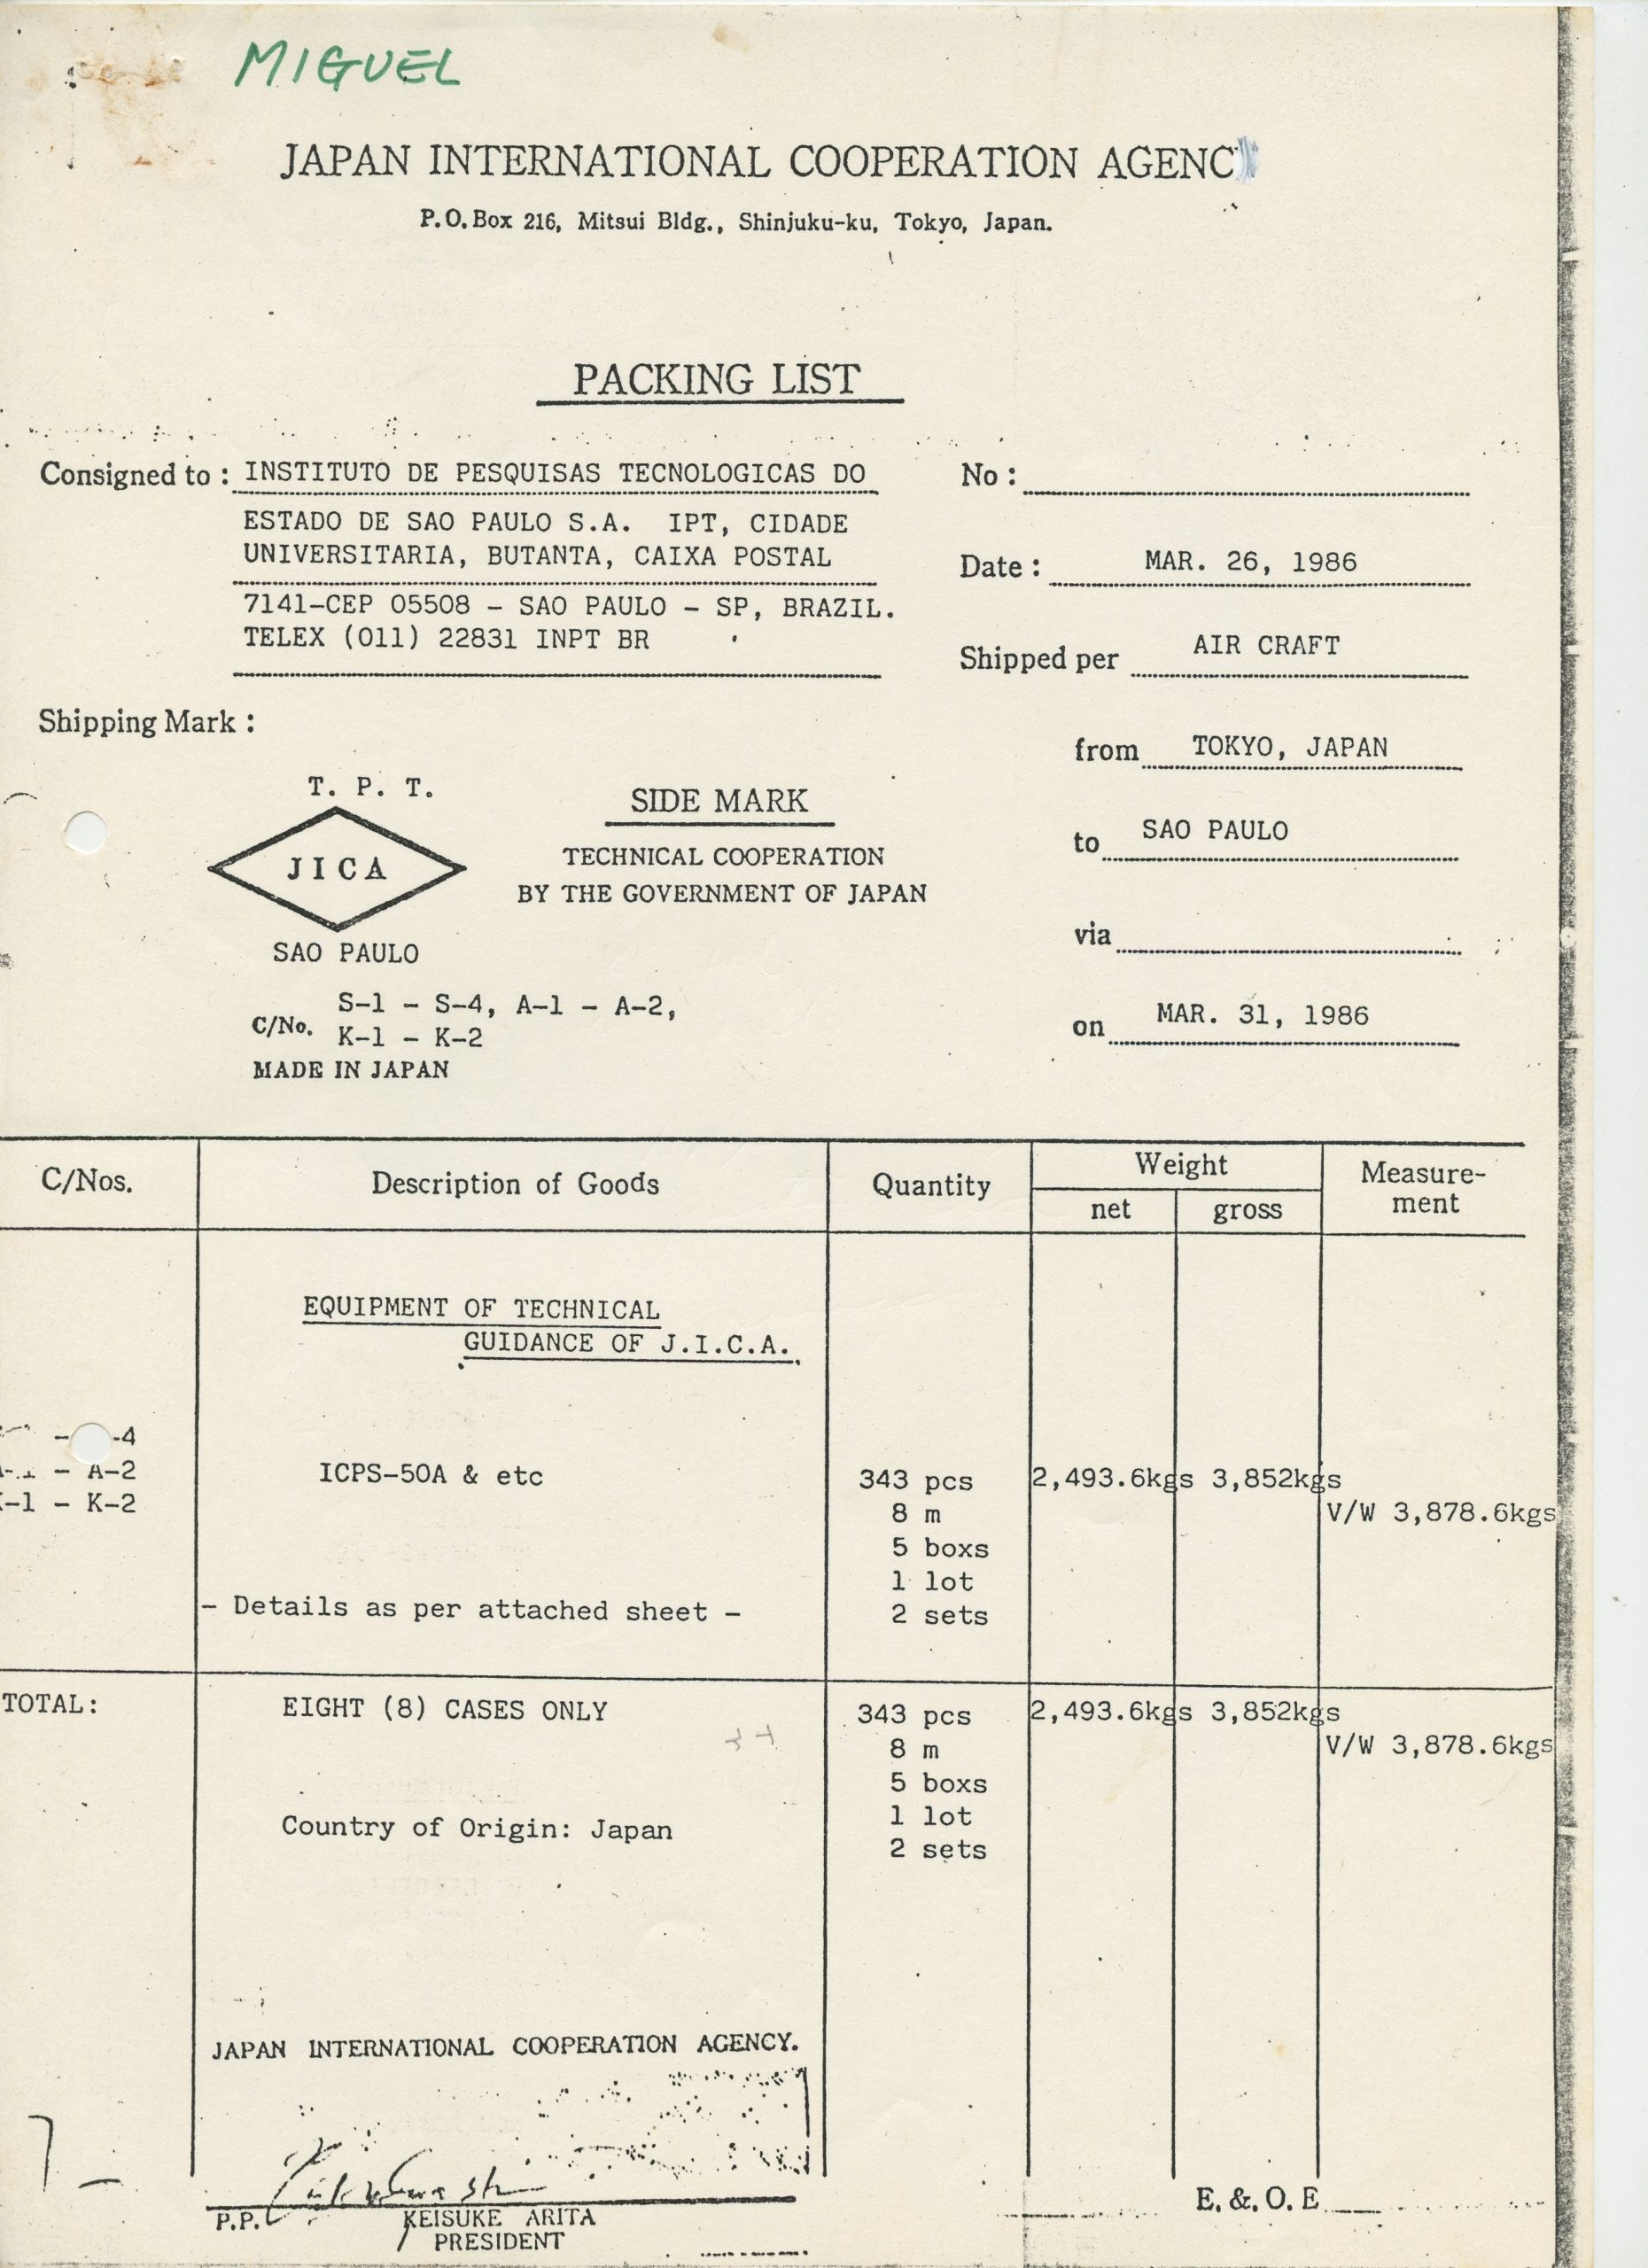 MIGUEL
JAPAN INTERNATIONAL COOPERATION AGENC
P.O. Box 216, Mitsui Bldg., Shinjuku-ku, Tokyo, Japan.
PACKING LIST
Consigned to : INSTITUTO DE PESQUISAS TECNOLOGICAS DO
ESTADO DE SAO PAULO S.A. IPT, CIDADE
UNIVERSITARIA, BUTANTA, CAIXA POSTAL
7141-CEP 05508 - SAO PAULO - SP, BRAZIL.
TELEX (011) 22831 INPT BR
No :
Date : MAR. 26, 1986
Shipped per AIR CRAFT
from TOKYO, JAPAN
to SAO PAULO
via
on MAR. 31, 1986
Shipping Mark :
T. P. T.
JICA
SAO PAULO
C/No. S-1 - S-4, A-1 - A-2,
K-1 - K-2
MADE IN JAPAN
SIDE MARK
TECHNICAL COOPERATION
BY THE GOVERNMENT OF JAPAN
C/Nos. Description of Goods Quantity Weight Measure-
net gross ment
EQUIPMENT OF TECHNICAL
GUIDANCE OF J.I.C.A.
-4
- A-2 ICPS-50A & etc 343 pcs 2,493.6kgs 3,852kgs
-1 - K-2 8 m V/W 3,878.6kgs
5 boxs
1 lot
- Details as per attached sheet - 2 sets
TOTAL: EIGHT (8) CASES ONLY 343 pcs 2,493.6kgs 3,852kgs
8 m V/W 3,878.6kgs
5 boxs
1 lot
Country of Origin: Japan
2 sets
JAPAN INTERNATIONAL COOPERATION AGENCY.
P.P. KEISUKE ARITA
PRESIDENT
E. & O. E